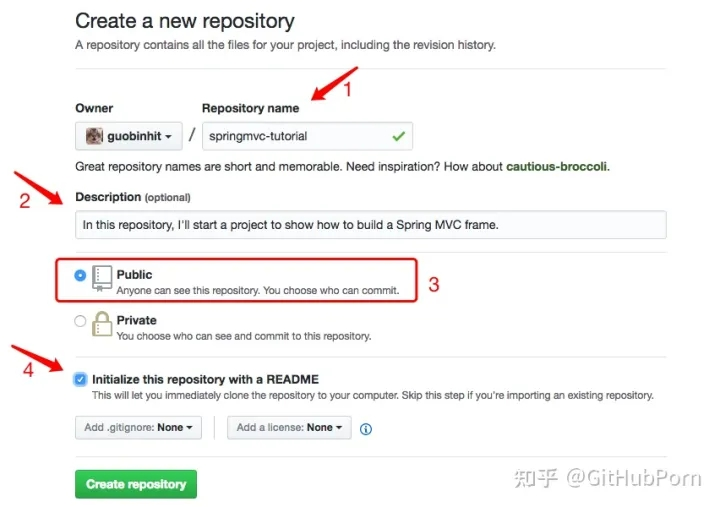 Create a new repository
A repository contains all the files for your project, including the revision history.
1
Owner Repository name
guobinhit / springmvc-tutorial
Great repository names are short and memorable. Need inspiration? How about cautious-broccoli.
2
Description (optional)
In this repository, I'll start a project to show how to build a Spring MVC frame.
Public
Anyone can see this repository. You choose who can commit.
3
Private
You choose who can see and commit to this repository.
4
Initialize this repository with a README
This will let you immediately clone the repository to your computer. Skip this step if you're importing an existing repository.
Add .gitignore: None Add a license: None
Create repository
知乎 @GitHubPorn